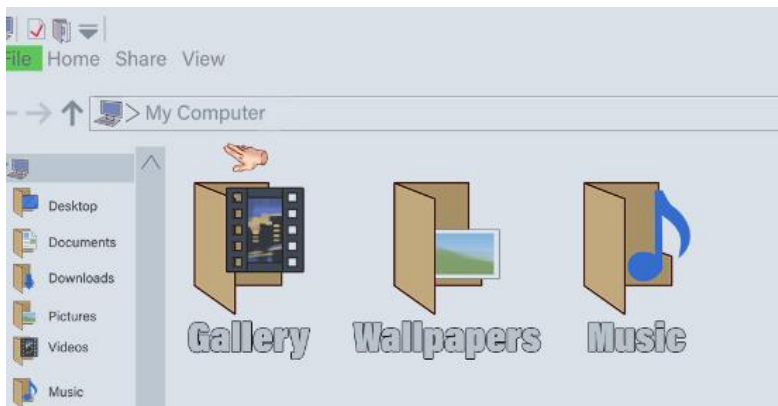 File Home Share View
My Computer
Desktop
Documents
Downloads
Pictures
Videos
Music
Gallery Wallpapers Music